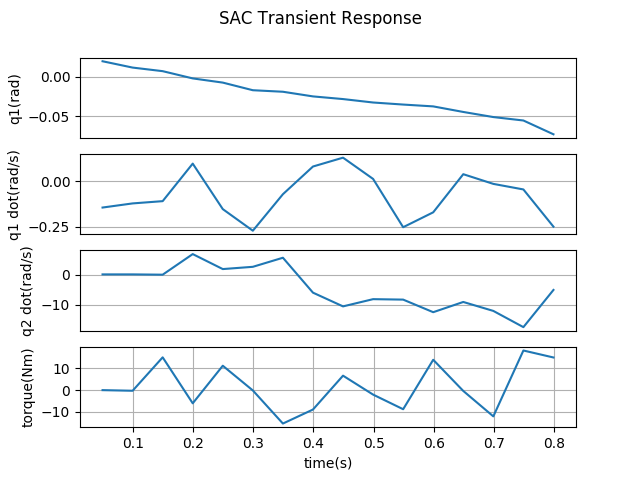 SAC Transient Response
q1(rad)
0.00
−0.05
q1 dot(rad/s)
0.00
−0.25
q2 dot(rad/s)
0
−10
torque(Nm)
10
0
−10
0.1 0.2 0.3 0.4 0.5 0.6 0.7 0.8
time(s)